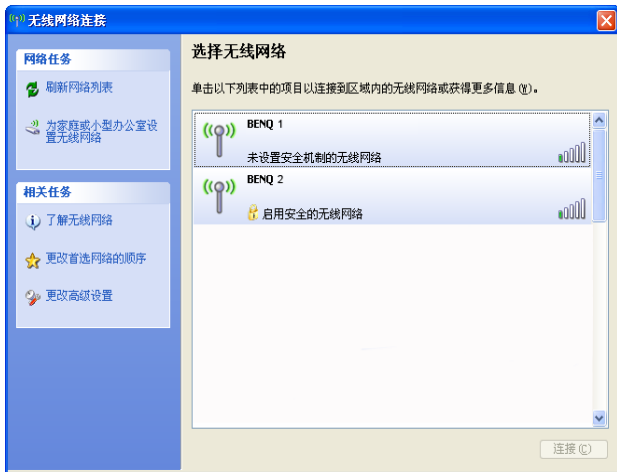 无线网络连接
网络任务
刷新网络列表
为家庭或小型办公室设
置无线网络
相关任务
了解无线网络
更改首选网络的顺序
更改高级设置
选择无线网络
单击以下列表中的项目以连接到区域内的无线网络或获得更多信息(W)。
BENQ 1
未设置安全机制的无线网络
BENQ 2
启用安全的无线网络
连接(C)